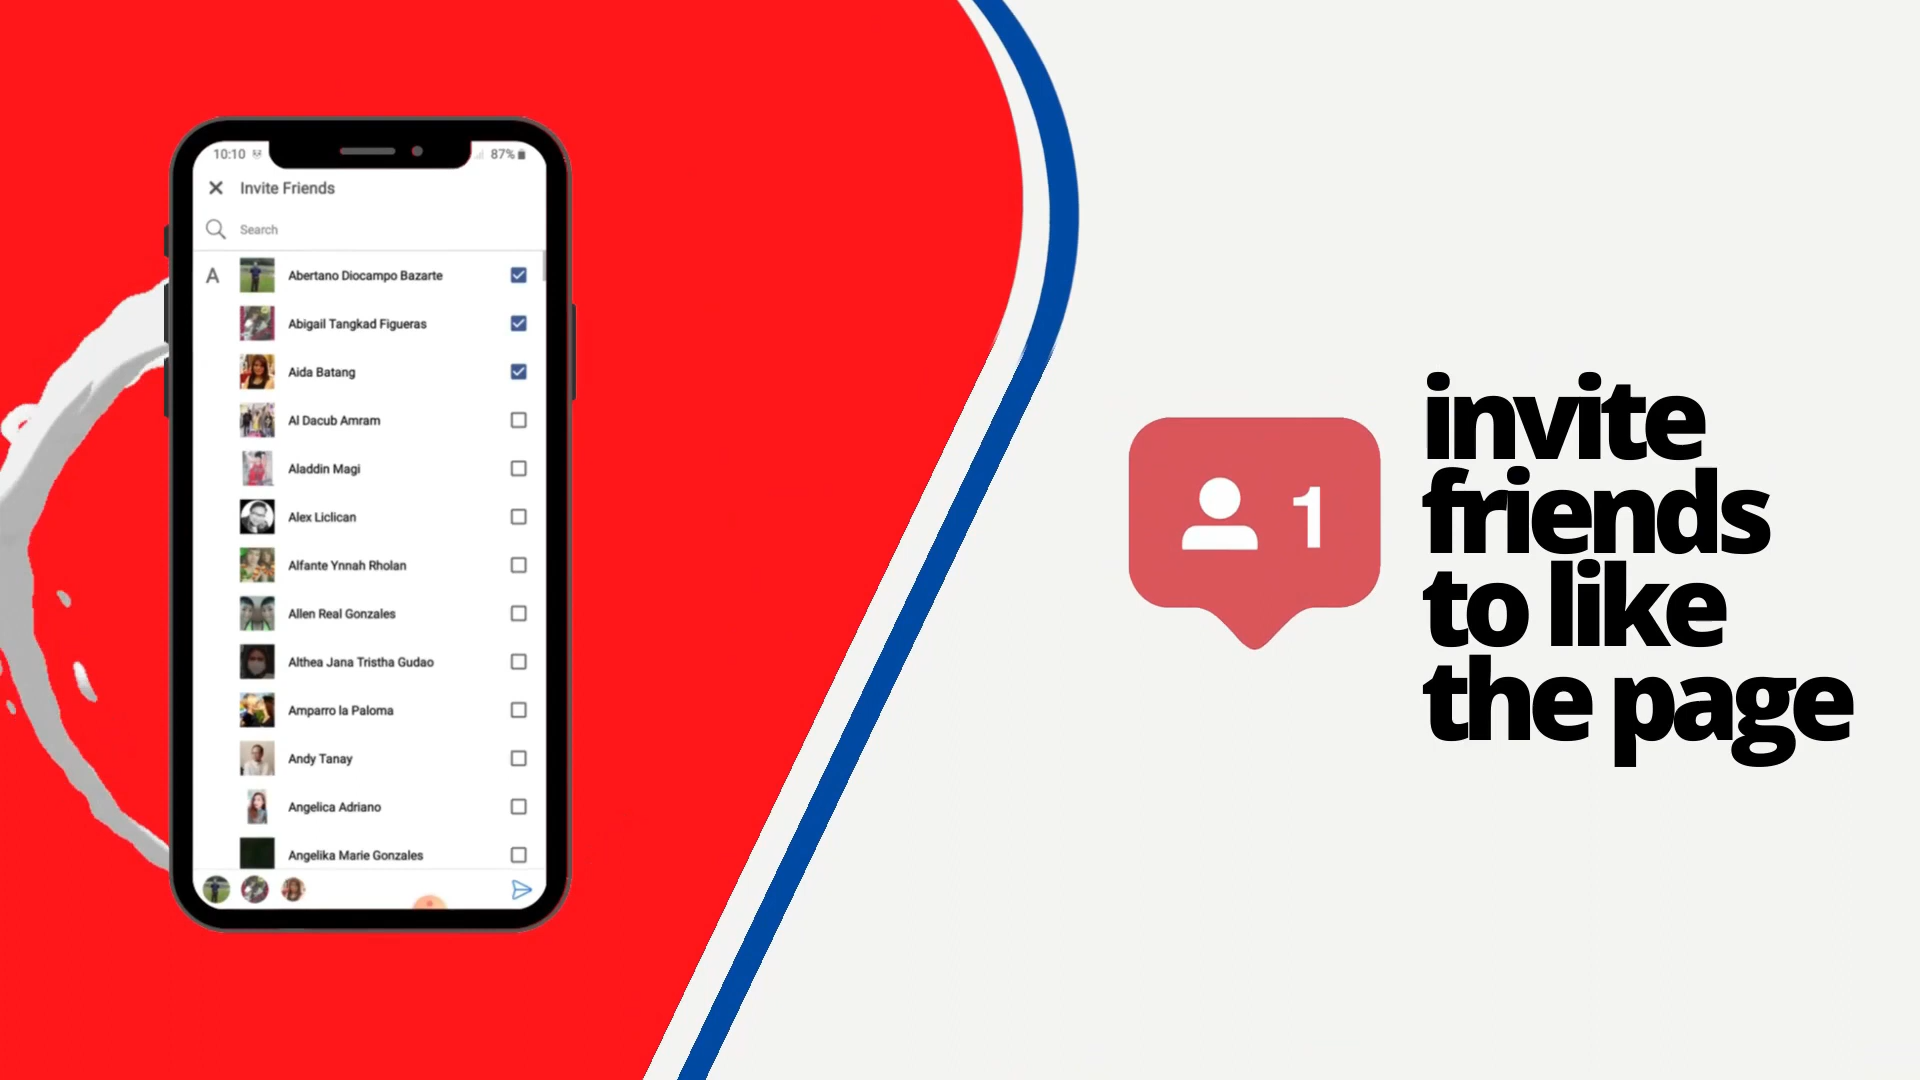 10:10
87%
Invite Friends
Search
A
Abertano Diocampo Bazarte
Abigail Tangkad Figueras
Aida Batang
Al Dacub Amram
Aladdin Magi
Alex Liclican
Alfante Ynnah Rholan
Allen Real Gonzales
Althea Jana Tristha Gudao
Amparro la Paloma
Andy Tanay
Angelica Adriano
Angelika Marie Gonzales
1
invite
friends
to like
the page